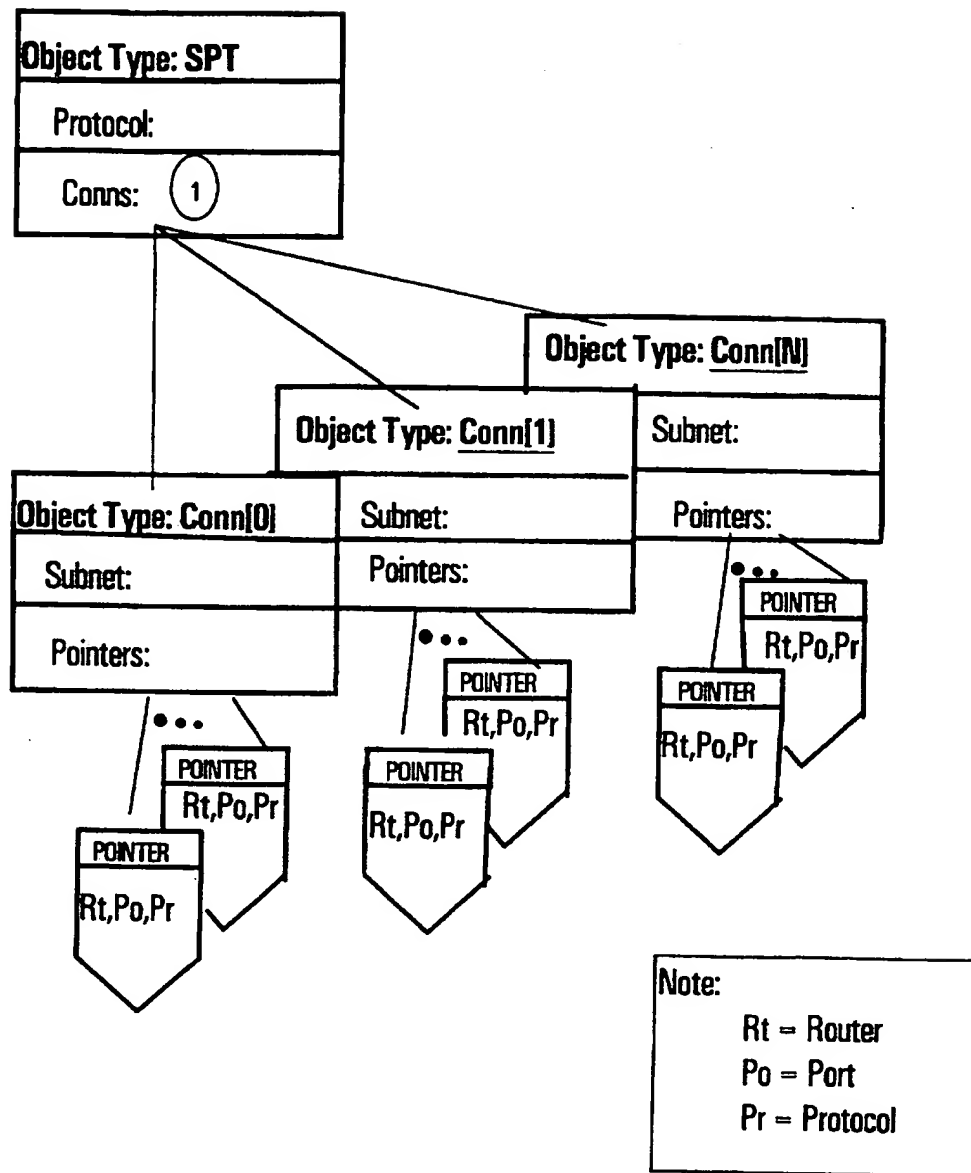 Object Type: SPT
Protocol:
Conns: 1
Object Type: Conn[N]
Subnet:
Pointers:
Object Type: Conn[1]
Subnet:
Pointers:
Object Type: Conn[0]
Subnet:
Pointers:
POINTER
Rt,Po,Pr
POINTER
Rt,Po,Pr
POINTER
Rt,Po,Pr
POINTER
Rt,Po,Pr
POINTER
Rt,Po,Pr
POINTER
Rt,Po,Pr
Note:
Rt = Router
Po = Port
Pr = Protocol